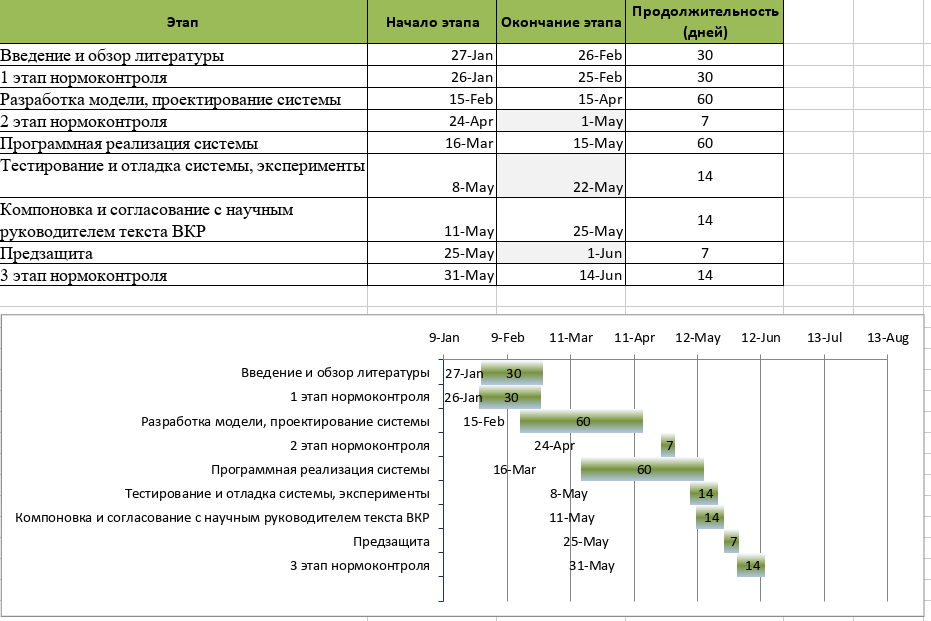 Этап Начало этапа Окончание этапа Продолжительность
(дней)
Введение и обзор литературы 27-Jan 26-Feb 30
1 этап нормоконтроля 26-Jan 25-Feb 30
Разработка модели, проектирование системы 15-Feb 15-Apr 60
2 этап нормоконтроля 24-Apr 1-May 7
Программная реализация системы 16-Mar 15-May 60
Тестирование и отладка системы, эксперименты 8-May 22-May 14
Компоновка и согласование с научным
руководителем текста ВКР 11-May 25-May 14
Предзащита 25-May 1-Jun 7
3 этап нормоконтроля 31-May 14-Jun 14
9-Jan 9-Feb 11-Mar 11-Apr 12-May 12-Jun 13-Jul 13-Aug
Введение и обзор литературы 27-Jan 30
1 этап нормоконтроля 26-Jan 30
Разработка модели, проектирование системы 15-Feb 60
2 этап нормоконтроля 24-Apr 7
Программная реализация системы 16-Mar 60
Тестирование и отладка системы, эксперименты 8-May 14
Компоновка и согласование с научным руководителем текста ВКР 11-May 14
Предзащита 25-May 7
3 этап нормоконтроля 31-May 14